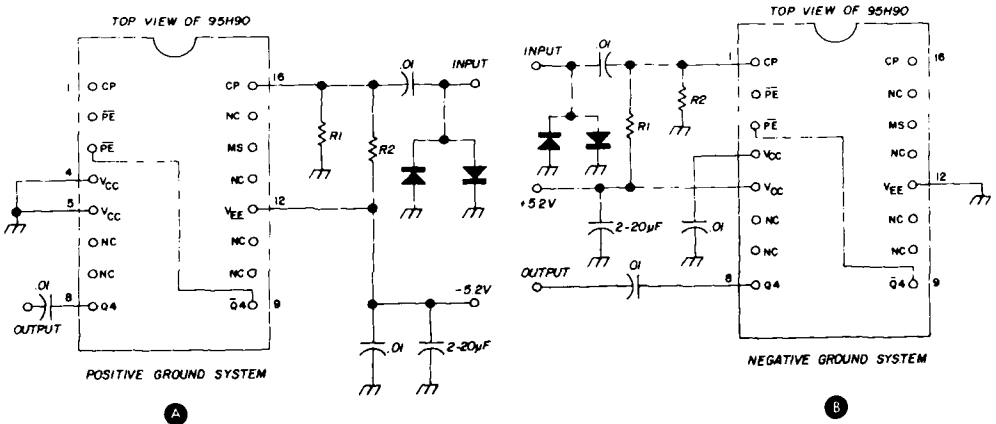 TOP VIEW OF 95H90
1 CP
PE
PE
4 VCC
5 VCC
NC
NC
.01
8 Q4
OUTPUT
CP 16
NC
MS
NC
VEE 12
NC
NC
Q4 9
R1
R2
.01
INPUT
-5.2V
.01
2-20µF
POSITIVE GROUND SYSTEM
A
TOP VIEW OF 95H90
INPUT
.01
R1
R2
+5.2V
2-20µF
.01
OUTPUT
.01
1 CP
PE
PE
VCC
VCC
NC
NC
8 Q4
CP 16
NC
MS
NC
VEE 12
NC
NC
Q4 9
NEGATIVE GROUND SYSTEM
B